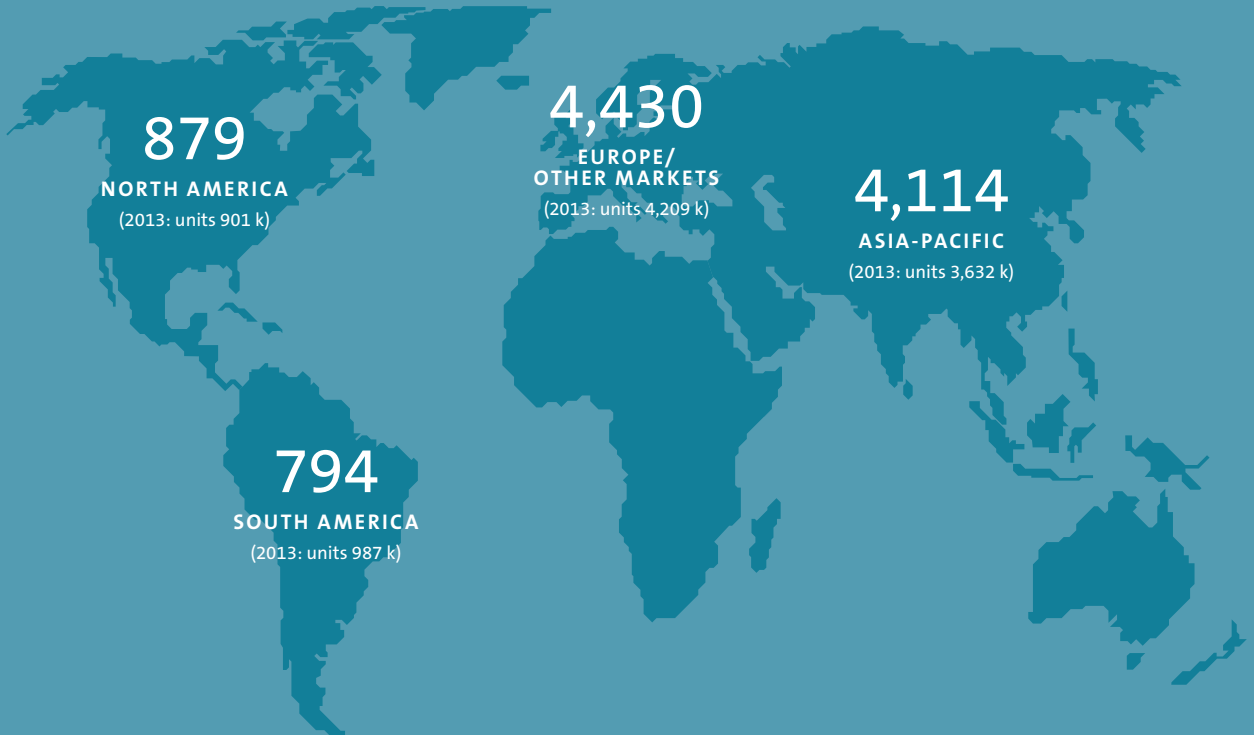 879
NORTH AMERICA
(2013: units 901 k)
4,430
EUROPE/
OTHER MARKETS
(2013: units 4,209 k)
4,114
ASIA-PACIFIC
(2013: units 3,632 k)
794
SOUTH AMERICA
(2013: units 987 k)